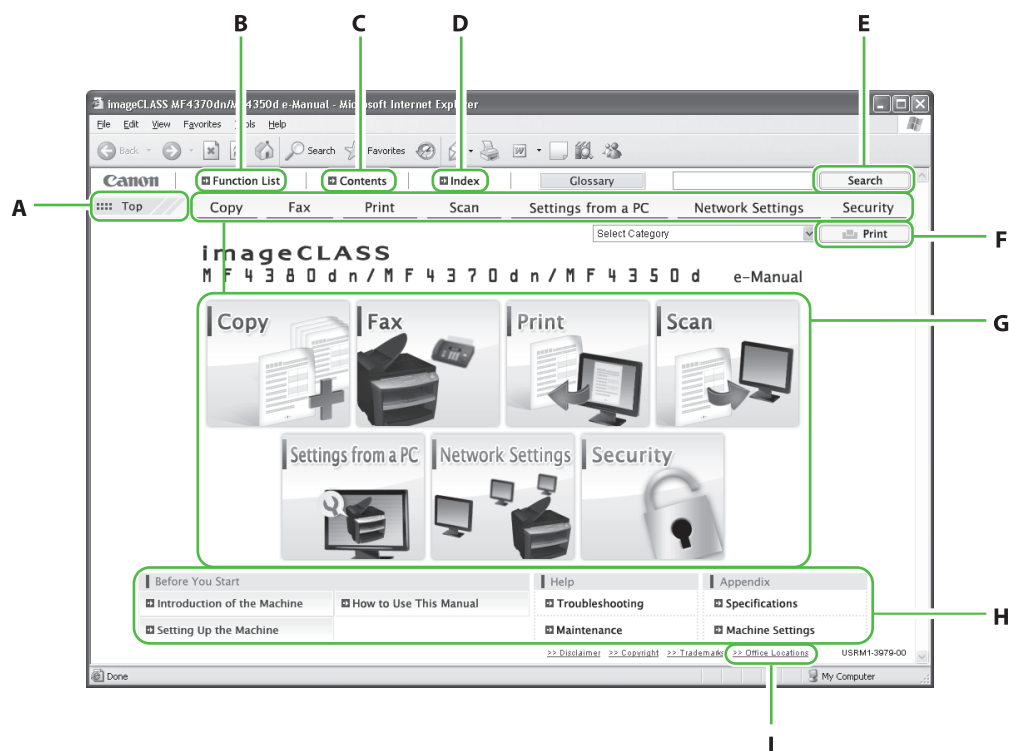 B C D E
imageCLASS MF4370dn/MF4350d e-Manual - Microsoft Internet Explorer
File Edit View Favorites Tools Help
Back Search Favorites
Canon Function List Contents Index Glossary Search
A Top Copy Fax Print Scan Settings from a PC Network Settings Security
Select Category Print F
imageCLASS
MF4380dn/MF4370dn/MF4350d e-Manual
G
Copy Fax Print Scan
Settings from a PC Network Settings Security
Before You Start Help Appendix
Introduction of the Machine How to Use This Manual Troubleshooting Specifications
H
Setting Up the Machine Maintenance Machine Settings
>> Disclaimer >> Copyright >> Trademarks >> Office Locations USRM1-3979-00
Done My Computer
I